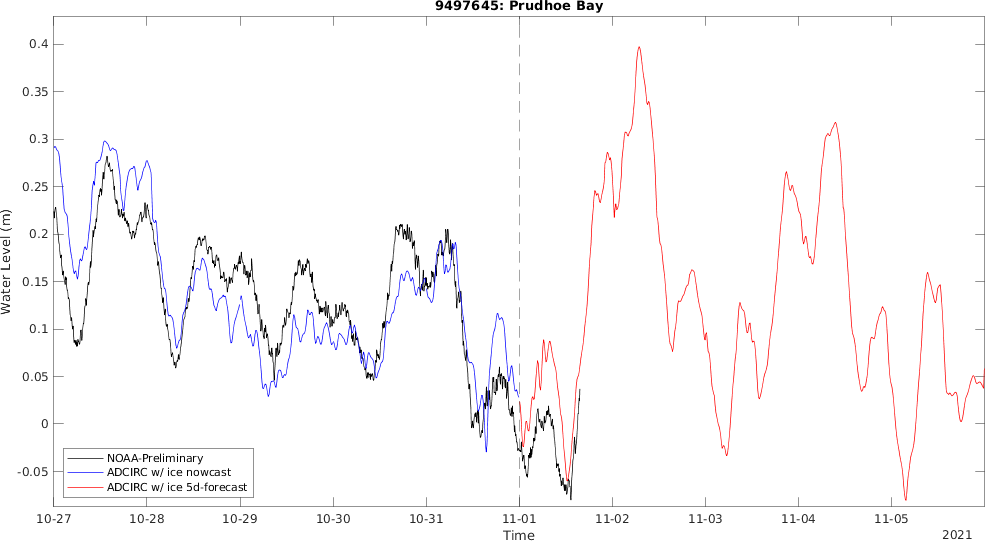 9497645: Prudhoe Bay
Water Level (m)
0.4
0.35
0.3
0.25
0.2
0.15
0.1
0.05
0
-0.05
NOAA-Preliminary
ADCIRC w/ ice nowcast
ADCIRC w/ ice 5d-forecast
10-27 10-28 10-29 10-30 10-31 11-01 11-02 11-03 11-04 11-05
Time
2021